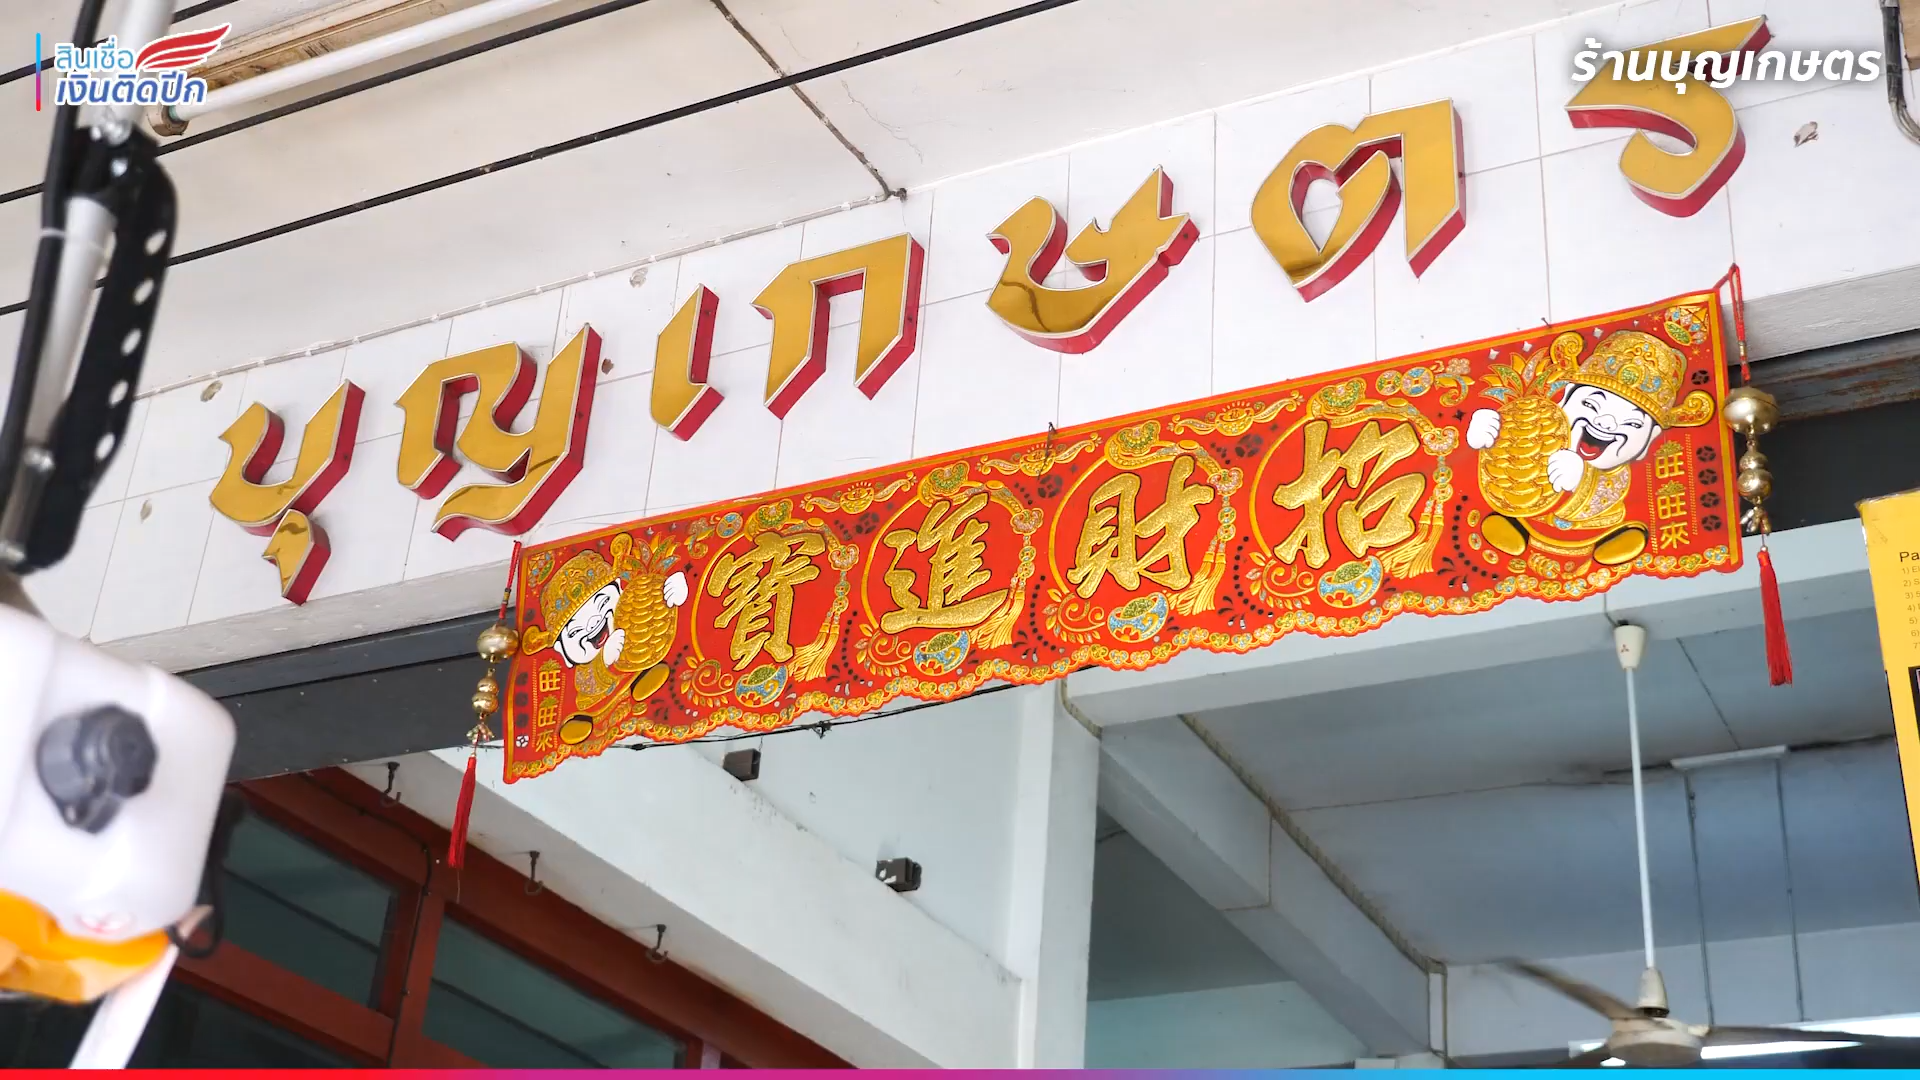 สินเชื่อ
เงินติดปีก
ร้านบุญเกษตร
บุญเกษตร
寶進財招
旺旺來
旺旺來
Pa